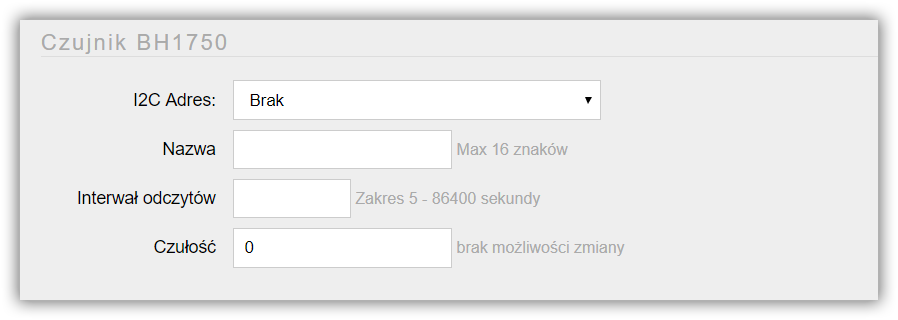 Czujnik BH1750
I2C Adres: Brak
Nazwa Max 16 znaków
Interwał odczytów Zakres 5 - 86400 sekundy
Czułość 0 brak możliwości zmiany